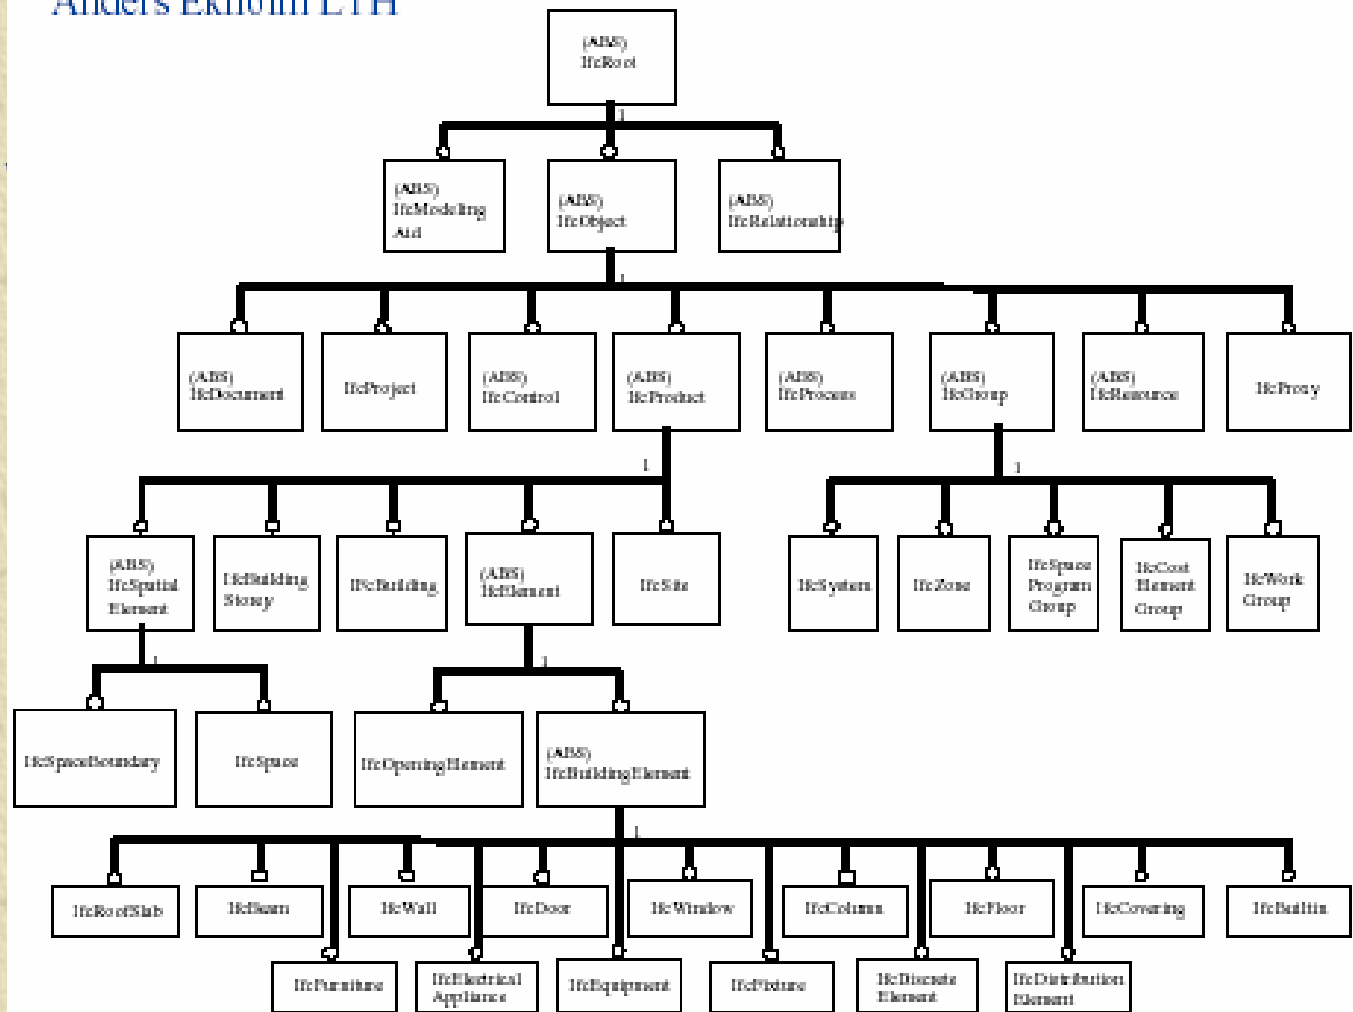 Anders Ekholm LTH
(ABS)
IfcRoot
1
(ABS)
IfcModeling
Aid
(ABS)
IfcObject
(ABS)
IfcRelationship
1
(ABS)
IfcDocument
IfcProject
(ABS)
IfcControl
(ABS)
IfcProduct
(ABS)
IfcProcess
(ABS)
IfcGroup
(ABS)
IfcResource
IfcProxy
1
1
(ABS)
IfcSpatial
Element
IfcBuilding
Storey
IfcBuilding
(ABS)
IfcElement
IfcSite
IfcSystem
IfcZone
IfcSpace
Program
Group
IfcCost
Element
Group
IfcWork
Group
1
1
IfcSpaceBoundary
IfcSpace
IfcOpeningElement
(ABS)
IfcBuildingElement
1
IfcRoofSlab
IfcBeam
IfcWall
IfcDoor
IfcWindow
IfcColumn
IfcFloor
IfcCovering
IfcBuiltin
IfcFurniture
IfcElectrical
Appliance
IfcEquipment
IfcFixture
IfcDiscrete
Element
IfcDistribution
Element